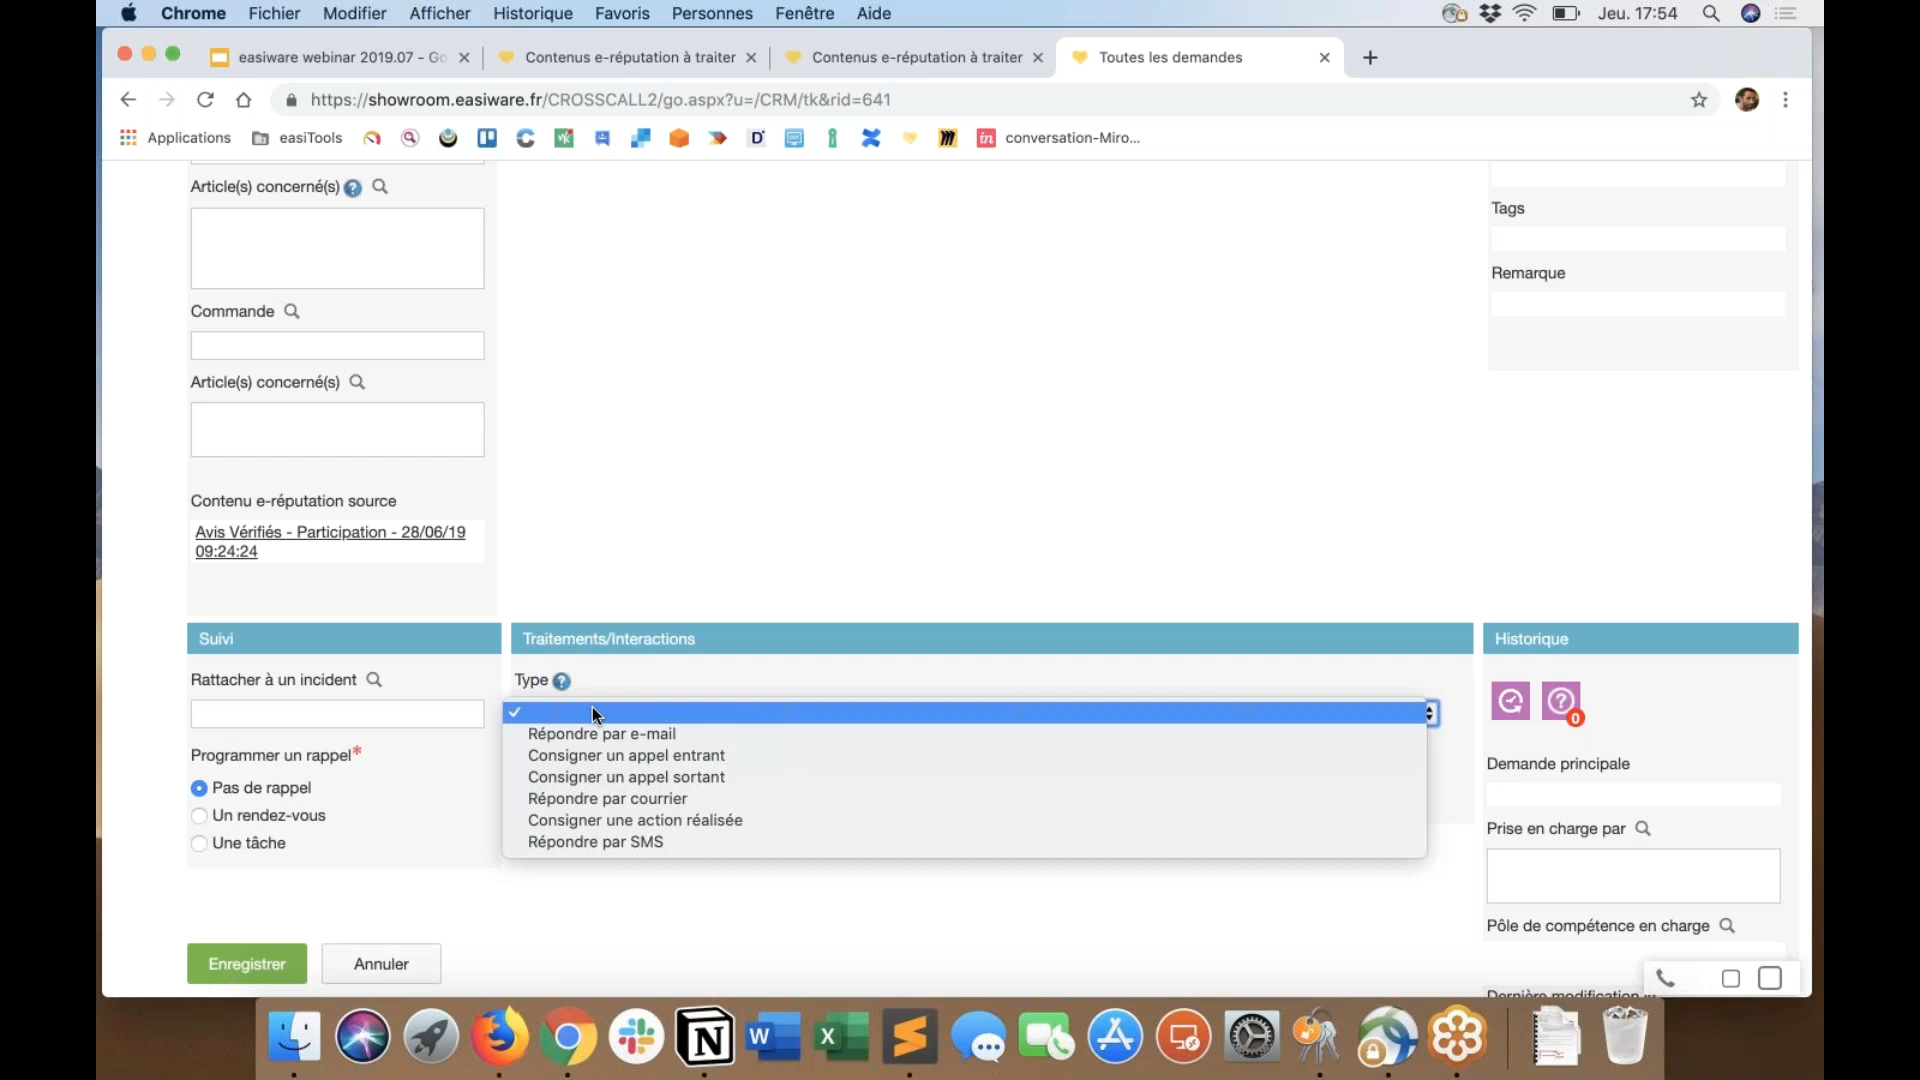 Chrome Fichier Modifier Afficher Historique Favoris Personnes Fenêtre Aide
Jeu. 17:54
easiware webinar 2019.07 - Go
Contenus e-réputation à traiter
Contenus e-réputation à traiter
Toutes les demandes
https://showroom.easiware.fr/CROSSCALL2/go.aspx?u=/CRM/tk&rid=641
Applications
easiTools
conversation-Miro...
Article(s) concerné(s)
Commande
Article(s) concerné(s)
Contenu e-réputation source
Avis Vérifiés - Participation - 28/06/19
09:24:24
Tags
Remarque
Suivi
Rattacher à un incident
Programmer un rappel*
Pas de rappel
Un rendez-vous
Une tâche
Traitements/Interactions
Type
Répondre par e-mail
Consigner un appel entrant
Consigner un appel sortant
Répondre par courrier
Consigner une action réalisée
Répondre par SMS
Historique
0
Demande principale
Prise en charge par
Pôle de compétence en charge
Dernière modification
Enregistrer
Annuler